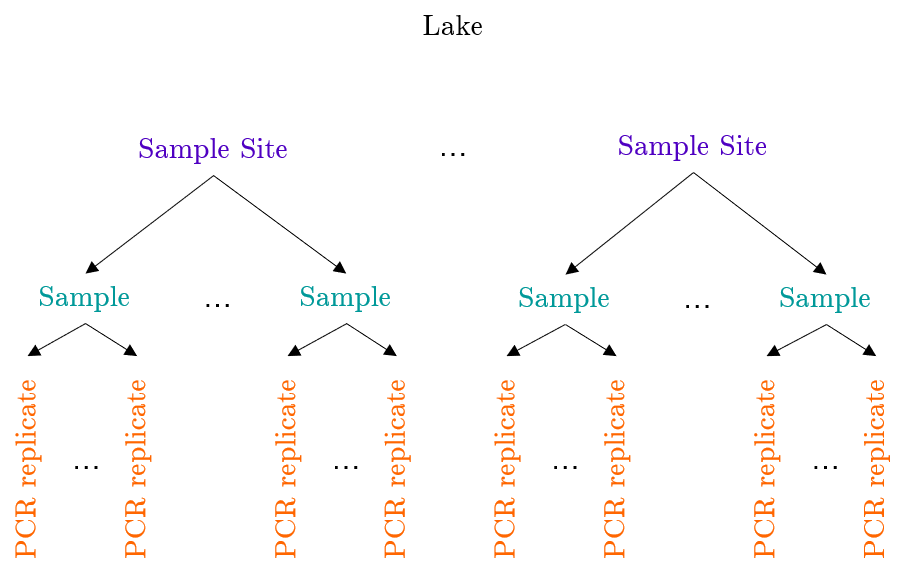 Lake
Sample Site ... Sample Site
Sample ... Sample Sample ... Sample
PCR replicate ... PCR replicate PCR replicate ... PCR replicate PCR replicate ... PCR replicate PCR replicate ... PCR replicate